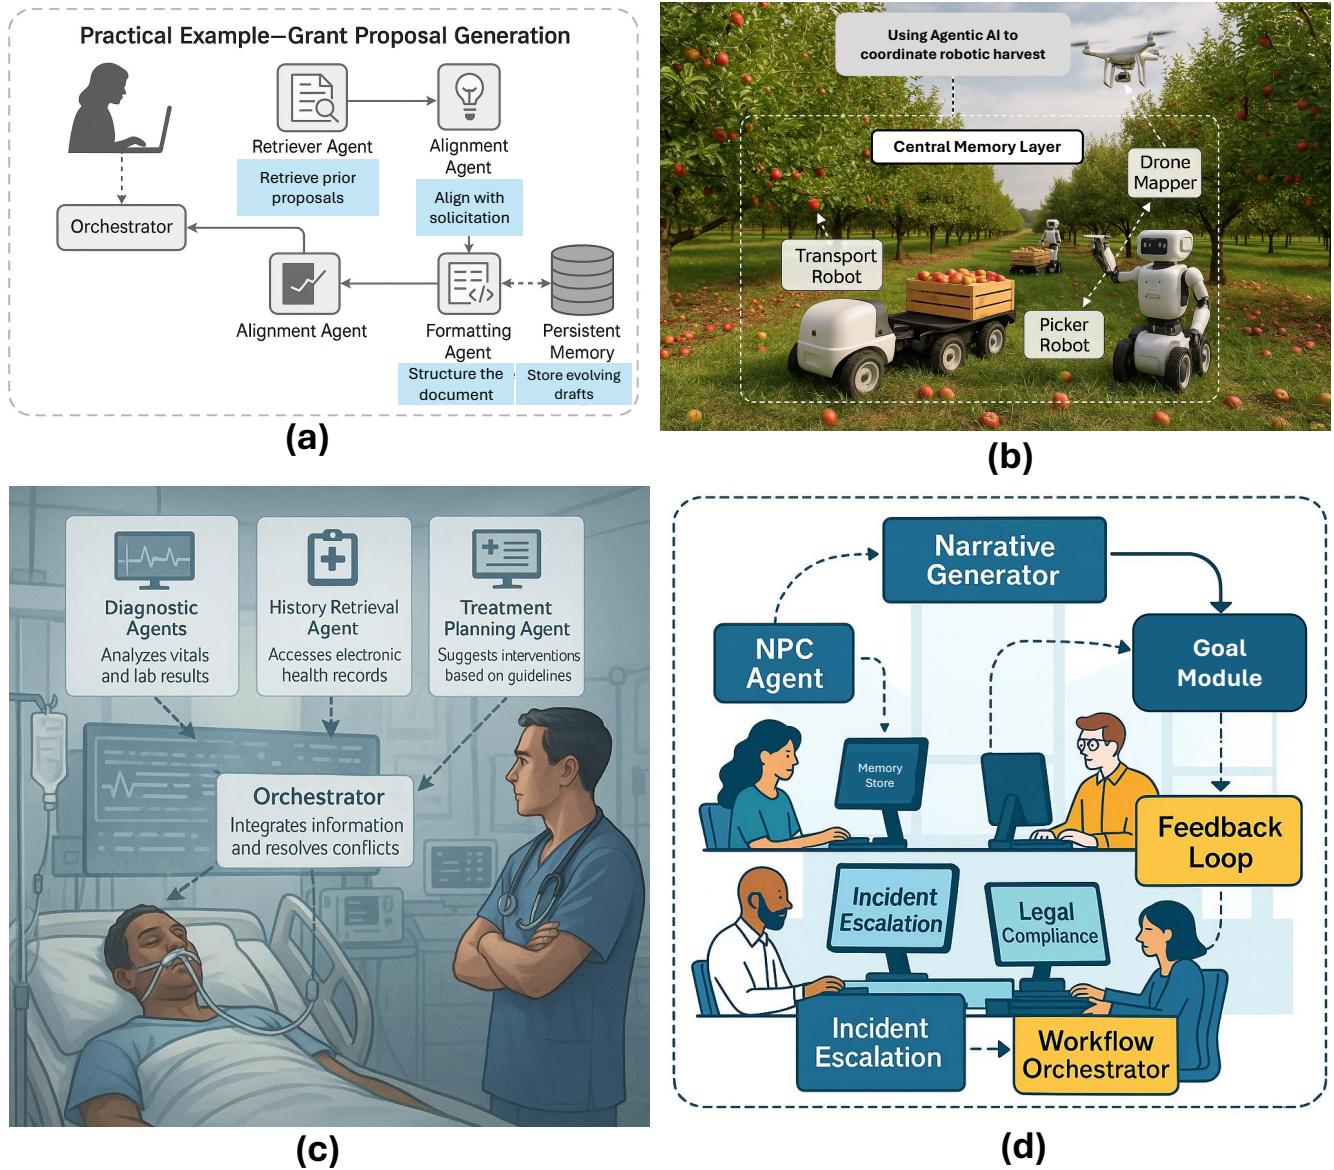 Practical Example—Grant Proposal Generation
Retriever Agent
Retrieve prior
proposals
Alignment
Agent
Align with
solicitation
Orchestrator
Alignment Agent
Formatting
Agent
Structure the
document
Persistent
Memory
Store evolving
drafts
(a)
Using Agentic AI to
coordinate robotic harvest
Central Memory Layer
Drone
Mapper
Transport
Robot
Picker
Robot
(b)
Diagnostic
Agents
Analyzes vitals
and lab results
History Retrieval
Agent
Accesses electronic
health records
Treatment
Planning Agent
Suggests interventions
based on guidelines
Orchestrator
Integrates information
and resolves conflicts
(c)
Narrative
Generator
NPC
Agent
Goal
Module
Memory
Store
Feedback
Loop
Incident
Escalation
Legal
Compliance
Incident
Escalation
Workflow
Orchestrator
(d)